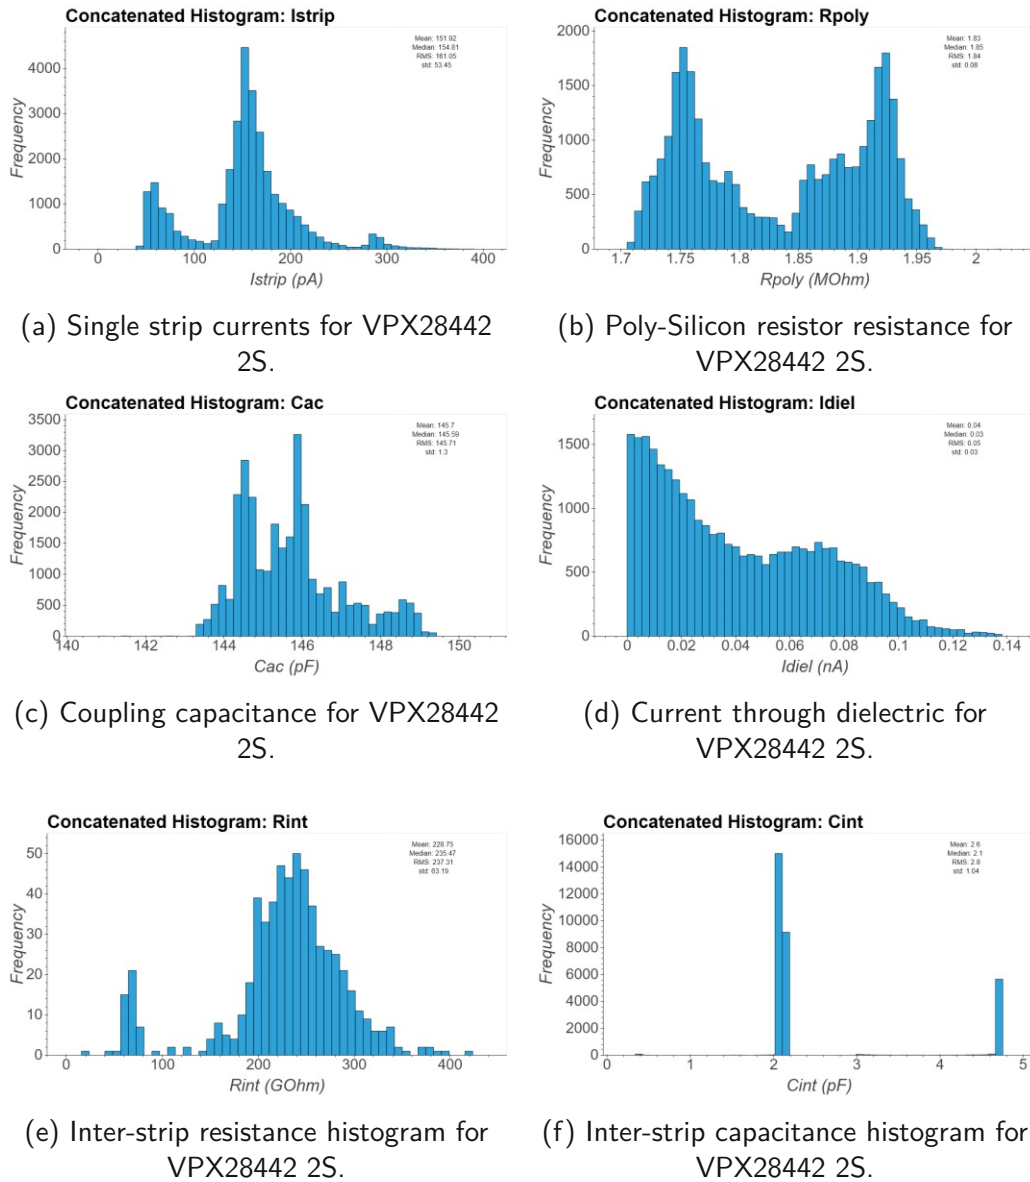 Concatenated Histogram: Istrip
Mean: 151.92
Median: 154.81
RMS: 161.05
std: 53.45
Frequency
4000
3000
2000
1000
0
0 100 200 300 400
Istrip (pA)
(a) Single strip currents for VPX28442
2S.
Concatenated Histogram: Rpoly
Mean: 1.83
Median: 1.85
RMS: 1.84
std: 0.08
Frequency
2000
1500
1000
500
0
1.7 1.75 1.8 1.85 1.9 1.95 2
Rpoly (MOhm)
(b) Poly-Silicon resistor resistance for
VPX28442 2S.
Concatenated Histogram: Cac
Mean: 145.7
Median: 145.59
RMS: 145.71
std: 1.3
Frequency
3500
3000
2500
2000
1500
1000
500
0
140 142 144 146 148 150
Cac (pF)
(c) Coupling capacitance for VPX28442
2S.
Concatenated Histogram: Idiel
Mean: 0.04
Median: 0.03
RMS: 0.05
std: 0.03
Frequency
1500
1000
500
0
0 0.02 0.04 0.06 0.08 0.1 0.12 0.14
Idiel (nA)
(d) Current through dielectric for
VPX28442 2S.
Concatenated Histogram: Rint
Mean: 228.75
Median: 235.47
RMS: 237.31
std: 63.19
Frequency
50
40
30
20
10
0
0 100 200 300 400
Rint (GOhm)
(e) Inter-strip resistance histogram for
VPX28442 2S.
Concatenated Histogram: Cint
Mean: 2.6
Median: 2.1
RMS: 2.8
std: 1.04
Frequency
16000
14000
12000
10000
8000
6000
4000
2000
0
0 1 2 3 4 5
Cint (pF)
(f) Inter-strip capacitance histogram for
VPX28442 2S.